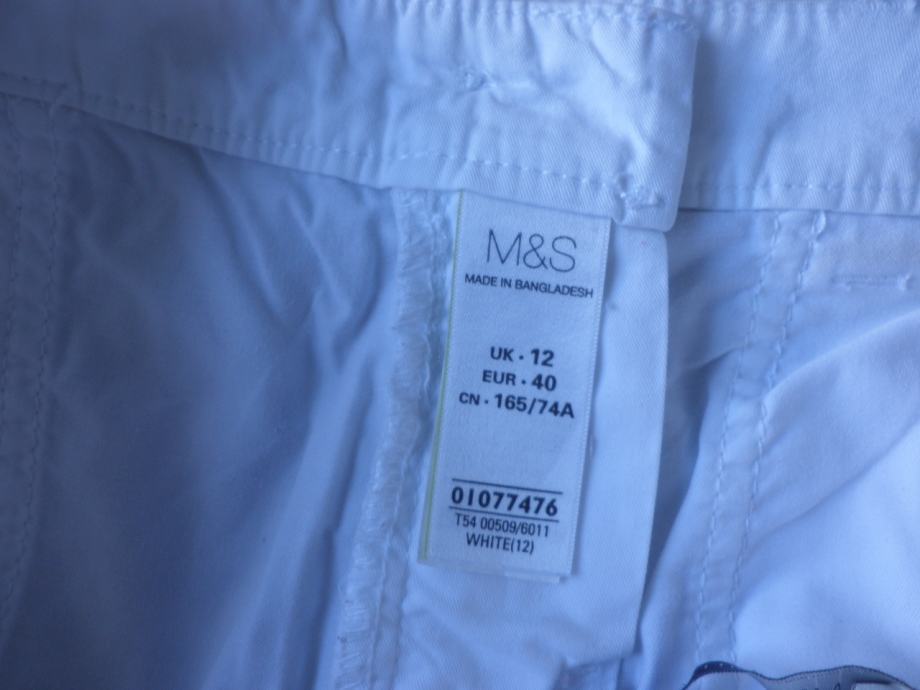 M&S
MADE IN BANGLADESH
UK · 12
EUR · 40
CN · 165/74A
01077476
T54 00509/6011
WHITE(12)